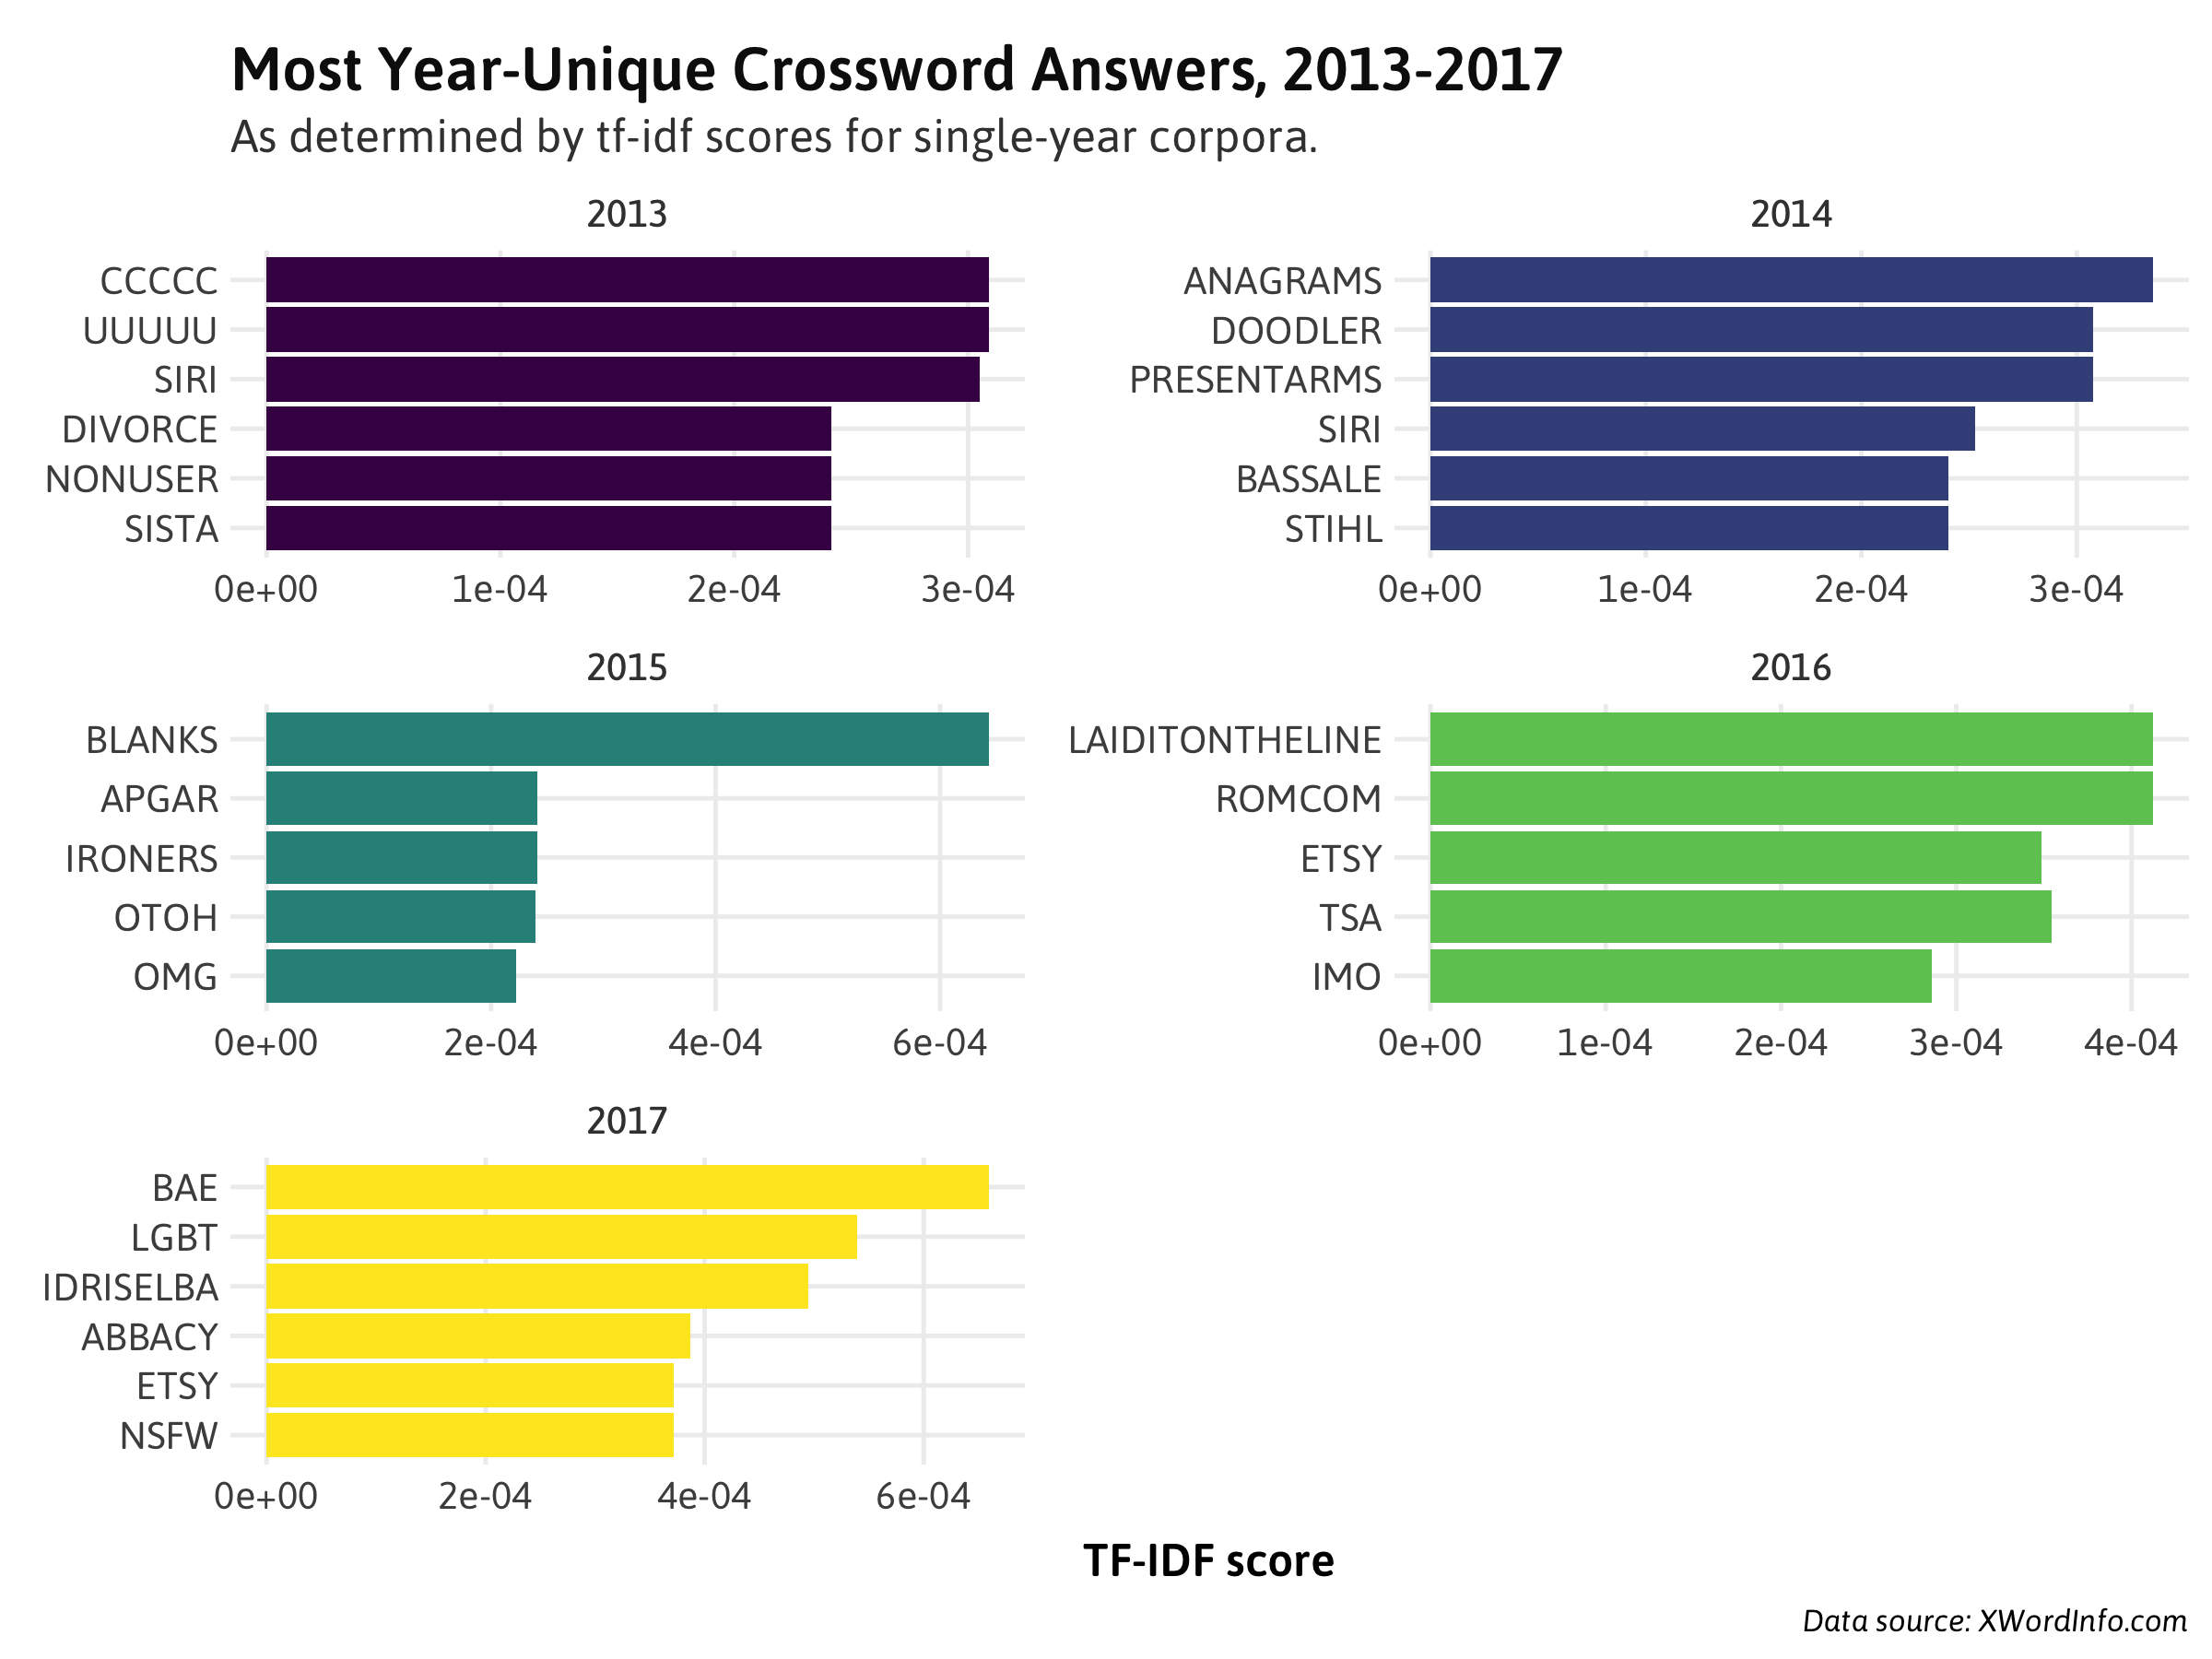 Most Year-Unique Crossword Answers, 2013-2017
As determined by tf-idf scores for single-year corpora.
2013
CCCCC
UUUUU
SIRI
DIVORCE
NONUSER
SISTA
0e+00 1e-04 2e-04 3e-04
2014
ANAGRAMS
DOODLER
PRESENTARMS
SIRI
BASSALE
STIHL
0e+00 1e-04 2e-04 3e-04
2015
BLANKS
APGAR
IRONERS
OTOH
OMG
0e+00 2e-04 4e-04 6e-04
2016
LAIDITONTHELINE
ROMCOM
ETSY
TSA
IMO
0e+00 1e-04 2e-04 3e-04 4e-04
2017
BAE
LGBT
IDRISELBA
ABBACY
ETSY
NSFW
0e+00 2e-04 4e-04 6e-04
TF-IDF score
Data source: XWordInfo.com